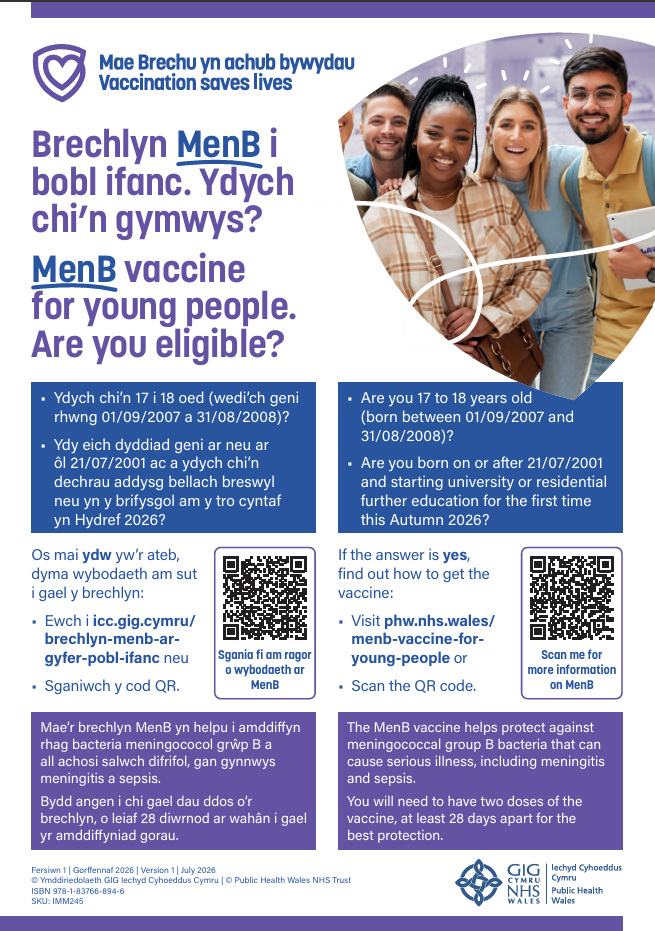 Mae Brechu yn achub bywydau
Vaccination saves lives
Brechlyn MenB i
bobl ifanc. Ydych
chi’n gymwys?
MenB vaccine
for young people.
Are you eligible?
▪ Ydych chi’n 17 i 18 oed (wedi’ch geni
rhwng 01/09/2007 a 31/08/2008)?
▪ Ydy eich dyddiad geni ar neu ar
ôl 21/07/2001 ac a ydych chi’n
dechrau addysg bellach breswyl
neu yn y brifysgol am y tro cyntaf
yn Hydref 2026?
▪ Are you 17 to 18 years old
(born between 01/09/2007 and
31/08/2008)?
▪ Are you born on or after 21/07/2001
and starting university or residential
further education for the first time
this Autumn 2026?
Os mai ydw yw’r ateb,
dyma wybodaeth am sut
i gael y brechlyn:
▪ Ewch i icc.gig.cymru/
brechlyn-menb-ar-
gyfer-pobl-ifanc neu
▪ Sganiwch y cod QR.
Sgania fi am ragor
o wybodaeth ar
MenB
If the answer is yes,
find out how to get the
vaccine:
▪ Visit phw.nhs.wales/
menb-vaccine-for-
young-people or
▪ Scan the QR code.
Scan me for
more information
on MenB
Mae’r brechlyn MenB yn helpu i amddiffyn
rhag bacteria meningococol grŵp B a
all achosi salwch difrifol, gan gynnwys
meningitis a sepsis.
Bydd angen i chi gael dau ddos o’r
brechlyn, o leiaf 28 diwrnod ar wahân i gael
yr amddiffyniad gorau.
The MenB vaccine helps protect against
meningococcal group B bacteria that can
cause serious illness, including meningitis
and sepsis.
You will need to have two doses of the
vaccine, at least 28 days apart for the
best protection.
Fersiwn 1 | Gorffennaf 2026 | Version 1 | July 2026
© Ymddiriedolaeth GIG Iechyd Cyhoeddus Cymru | © Public Health Wales NHS Trust
ISBN 978-1-83766-894-6
SKU: IMM245
GIG
CYMRU
NHS
WALES
Iechyd Cyhoeddus
Cymru
Public Health
Wales